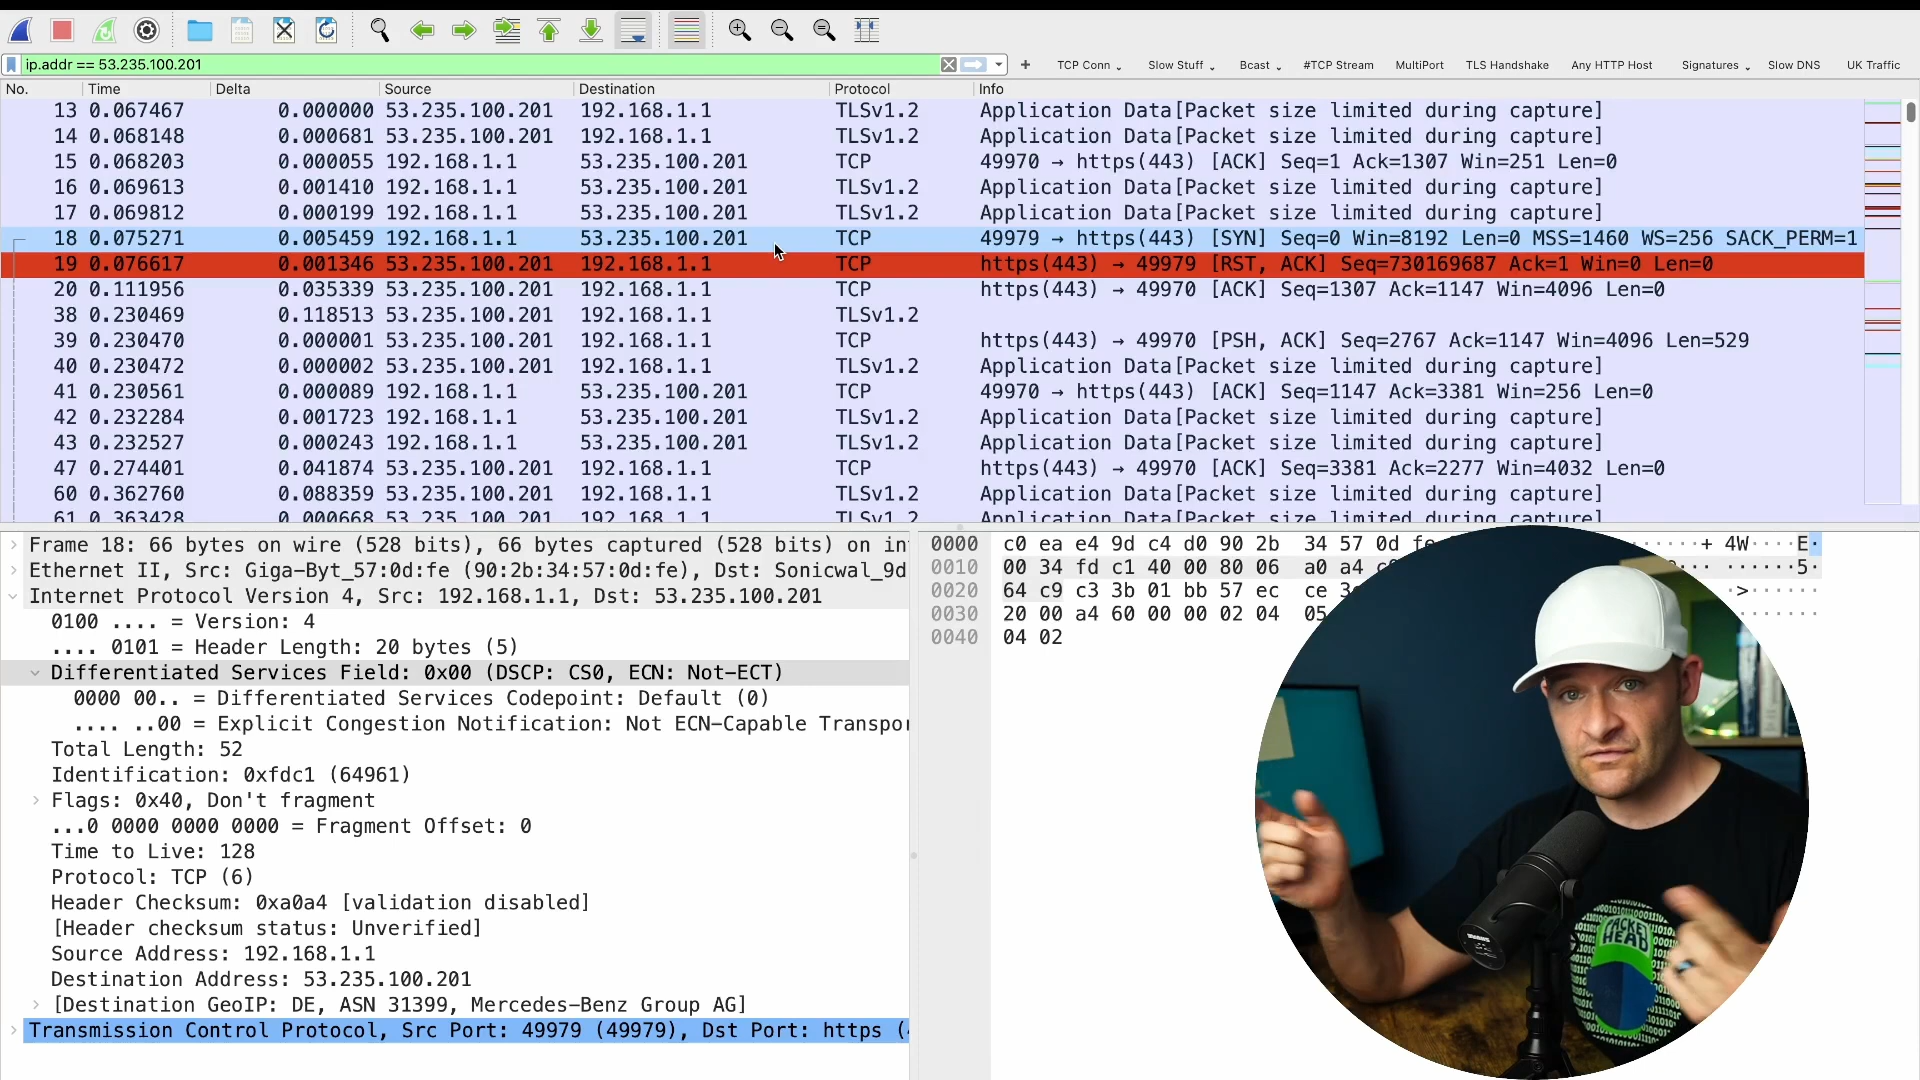 ip.addr == 53.235.100.201
TCP Conn Slow Stuff Bcast #TCP Stream MultiPort TLS Handshake Any HTTP Host Signatures Slow DNS UK Traffic
No. Time Delta Source Destination Protocol Info
13 0.067467 0.000000 53.235.100.201 192.168.1.1 TLSv1.2 Application Data[Packet size limited during capture]
14 0.068148 0.000681 53.235.100.201 192.168.1.1 TLSv1.2 Application Data[Packet size limited during capture]
15 0.068203 0.000055 192.168.1.1 53.235.100.201 TCP 49970 → https(443) [ACK] Seq=1 Ack=1307 Win=251 Len=0
16 0.069613 0.001410 192.168.1.1 53.235.100.201 TLSv1.2 Application Data[Packet size limited during capture]
17 0.069812 0.000199 192.168.1.1 53.235.100.201 TLSv1.2 Application Data[Packet size limited during capture]
18 0.075271 0.005459 192.168.1.1 53.235.100.201 TCP 49979 → https(443) [SYN] Seq=0 Win=8192 Len=0 MSS=1460 WS=256 SACK_PERM=1
19 0.076617 0.001346 53.235.100.201 192.168.1.1 TCP https(443) → 49979 [RST, ACK] Seq=730169687 Ack=1 Win=0 Len=0
20 0.111956 0.035339 53.235.100.201 192.168.1.1 TCP https(443) → 49970 [ACK] Seq=1307 Ack=1147 Win=4096 Len=0
38 0.230469 0.118513 53.235.100.201 192.168.1.1 TLSv1.2
39 0.230470 0.000001 53.235.100.201 192.168.1.1 TCP https(443) → 49970 [PSH, ACK] Seq=2767 Ack=1147 Win=4096 Len=529
40 0.230472 0.000002 53.235.100.201 192.168.1.1 TLSv1.2 Application Data[Packet size limited during capture]
41 0.230561 0.000089 192.168.1.1 53.235.100.201 TCP 49970 → https(443) [ACK] Seq=1147 Ack=3381 Win=256 Len=0
42 0.232284 0.001723 192.168.1.1 53.235.100.201 TLSv1.2 Application Data[Packet size limited during capture]
43 0.232527 0.000243 192.168.1.1 53.235.100.201 TLSv1.2 Application Data[Packet size limited during capture]
47 0.274401 0.041874 53.235.100.201 192.168.1.1 TCP https(443) → 49970 [ACK] Seq=3381 Ack=2277 Win=4032 Len=0
60 0.362760 0.088359 53.235.100.201 192.168.1.1 TLSv1.2 Application Data[Packet size limited during capture]
61 0.363428 0.000668 53.235.100.201 192.168.1.1 TLSv1.2 Application Data[Packet size limited during capture]
Frame 18: 66 bytes on wire (528 bits), 66 bytes captured (528 bits) on in
Ethernet II, Src: Giga-Byt_57:0d:fe (90:2b:34:57:0d:fe), Dst: Sonicwal_9d
Internet Protocol Version 4, Src: 192.168.1.1, Dst: 53.235.100.201
0100 .... = Version: 4
.... 0101 = Header Length: 20 bytes (5)
Differentiated Services Field: 0x00 (DSCP: CS0, ECN: Not-ECT)
0000 00.. = Differentiated Services Codepoint: Default (0)
.... ..00 = Explicit Congestion Notification: Not ECN-Capable Transpor
Total Length: 52
Identification: 0xfdc1 (64961)
Flags: 0x40, Don't fragment
...0 0000 0000 0000 = Fragment Offset: 0
Time to Live: 128
Protocol: TCP (6)
Header Checksum: 0xa0a4 [validation disabled]
[Header checksum status: Unverified]
Source Address: 192.168.1.1
Destination Address: 53.235.100.201
[Destination GeoIP: DE, ASN 31399, Mercedes-Benz Group AG]
Transmission Control Protocol, Src Port: 49979 (49979), Dst Port: https (
0000 c0 ea e4 9d c4 d0 90 2b 34 57 0d fe + 4W E·
0010 00 34 fd c1 40 00 80 06 a0 a4 5·
0020 64 c9 c3 3b 01 bb 57 ec ce >
0030 20 00 a4 60 00 00 02 04 05
0040 04 02
PACKET
HEAD